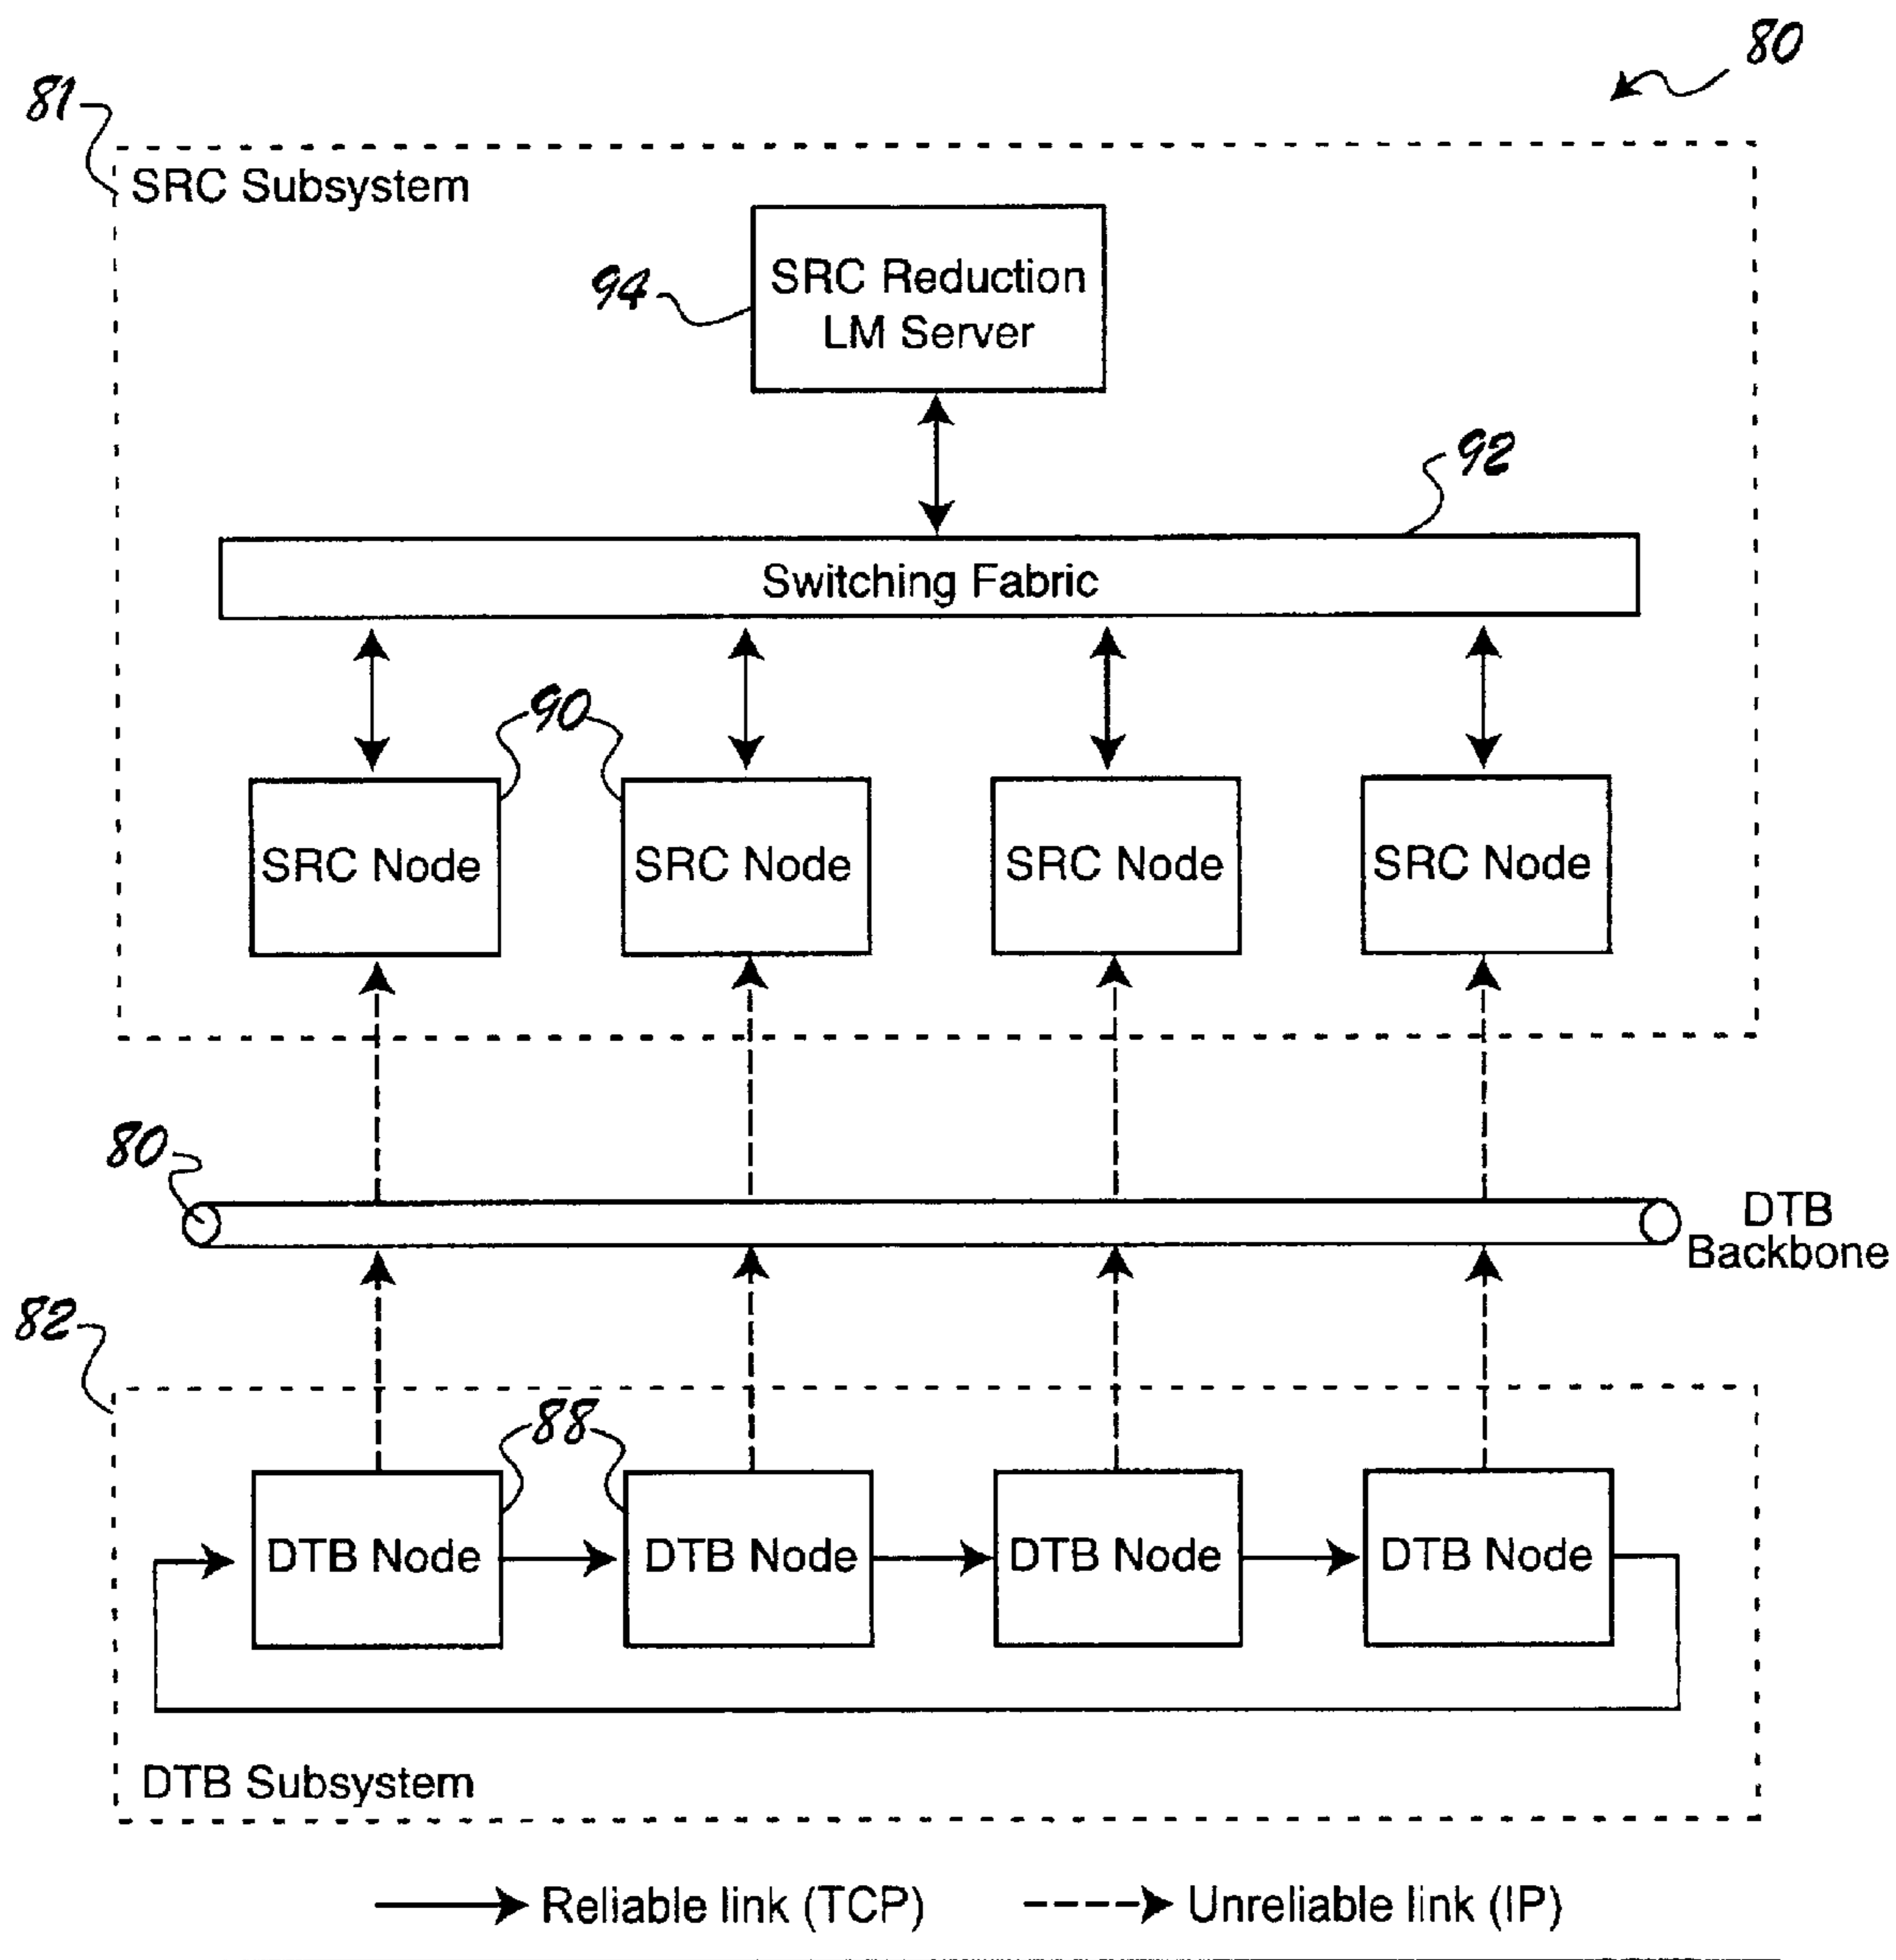 80
81
SRC Subsystem
94
SRC Reduction
LM Server
92
Switching Fabric
90
SRC Node SRC Node SRC Node SRC Node
80
DTB
Backbone
82
88
DTB Node DTB Node DTB Node DTB Node
DTB Subsystem
Reliable link (TCP) Unreliable link (IP)